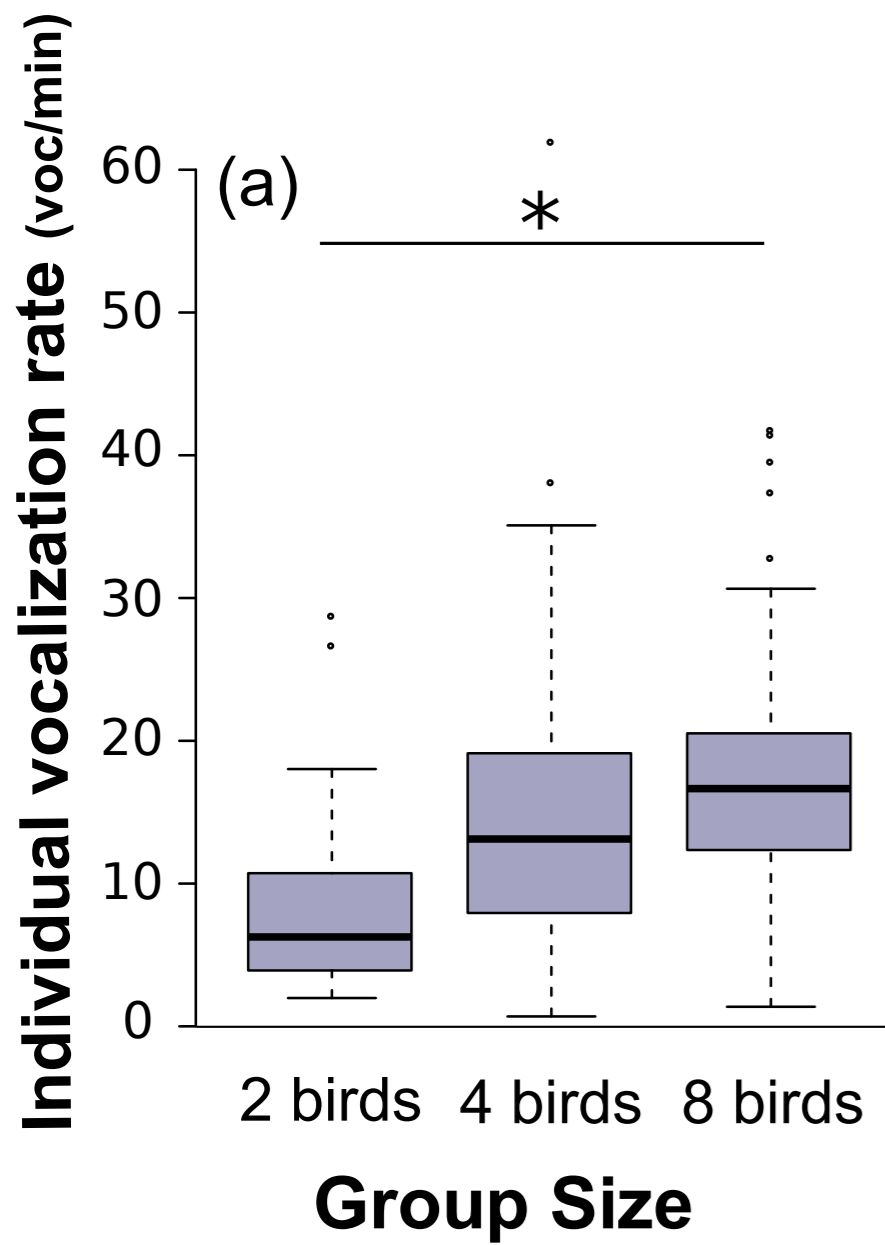 Individual vocalization rate (voc/min)
(a)
*
60
50
40
30
20
10
0
2 birds 4 birds 8 birds
Group Size